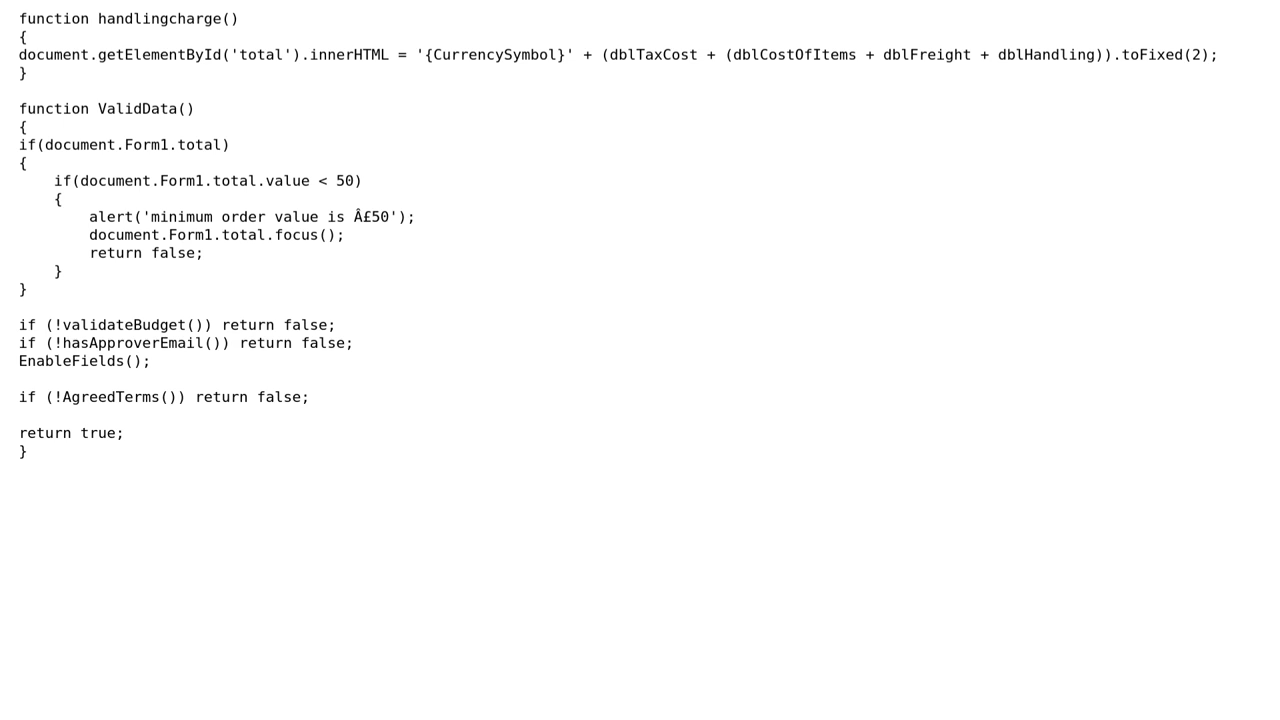 function handlingcharge()
{
document.getElementById('total').innerHTML = '{CurrencySymbol}' + (dblTaxCost + (dblCostOfItems + dblFreight + dblHandling)).toFixed(2);
}

function ValidData()
{
if(document.Form1.total)
{
    if(document.Form1.total.value < 50)
    {
        alert('minimum order value is Â£50');
        document.Form1.total.focus();
        return false;
    }
}

if (!validateBudget()) return false;
if (!hasApproverEmail()) return false;
EnableFields();

if (!AgreedTerms()) return false;

return true;
}